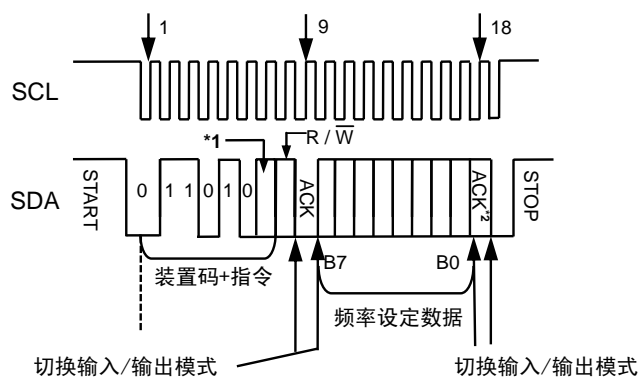 1
9
18
SCL
*1
R / W
SDA
START
0
1
1
0
1
0
ACK
ACK*2
STOP
B7
B0
装置码+指令
频率设定数据
切换输入/输出模式
切换输入/输出模式